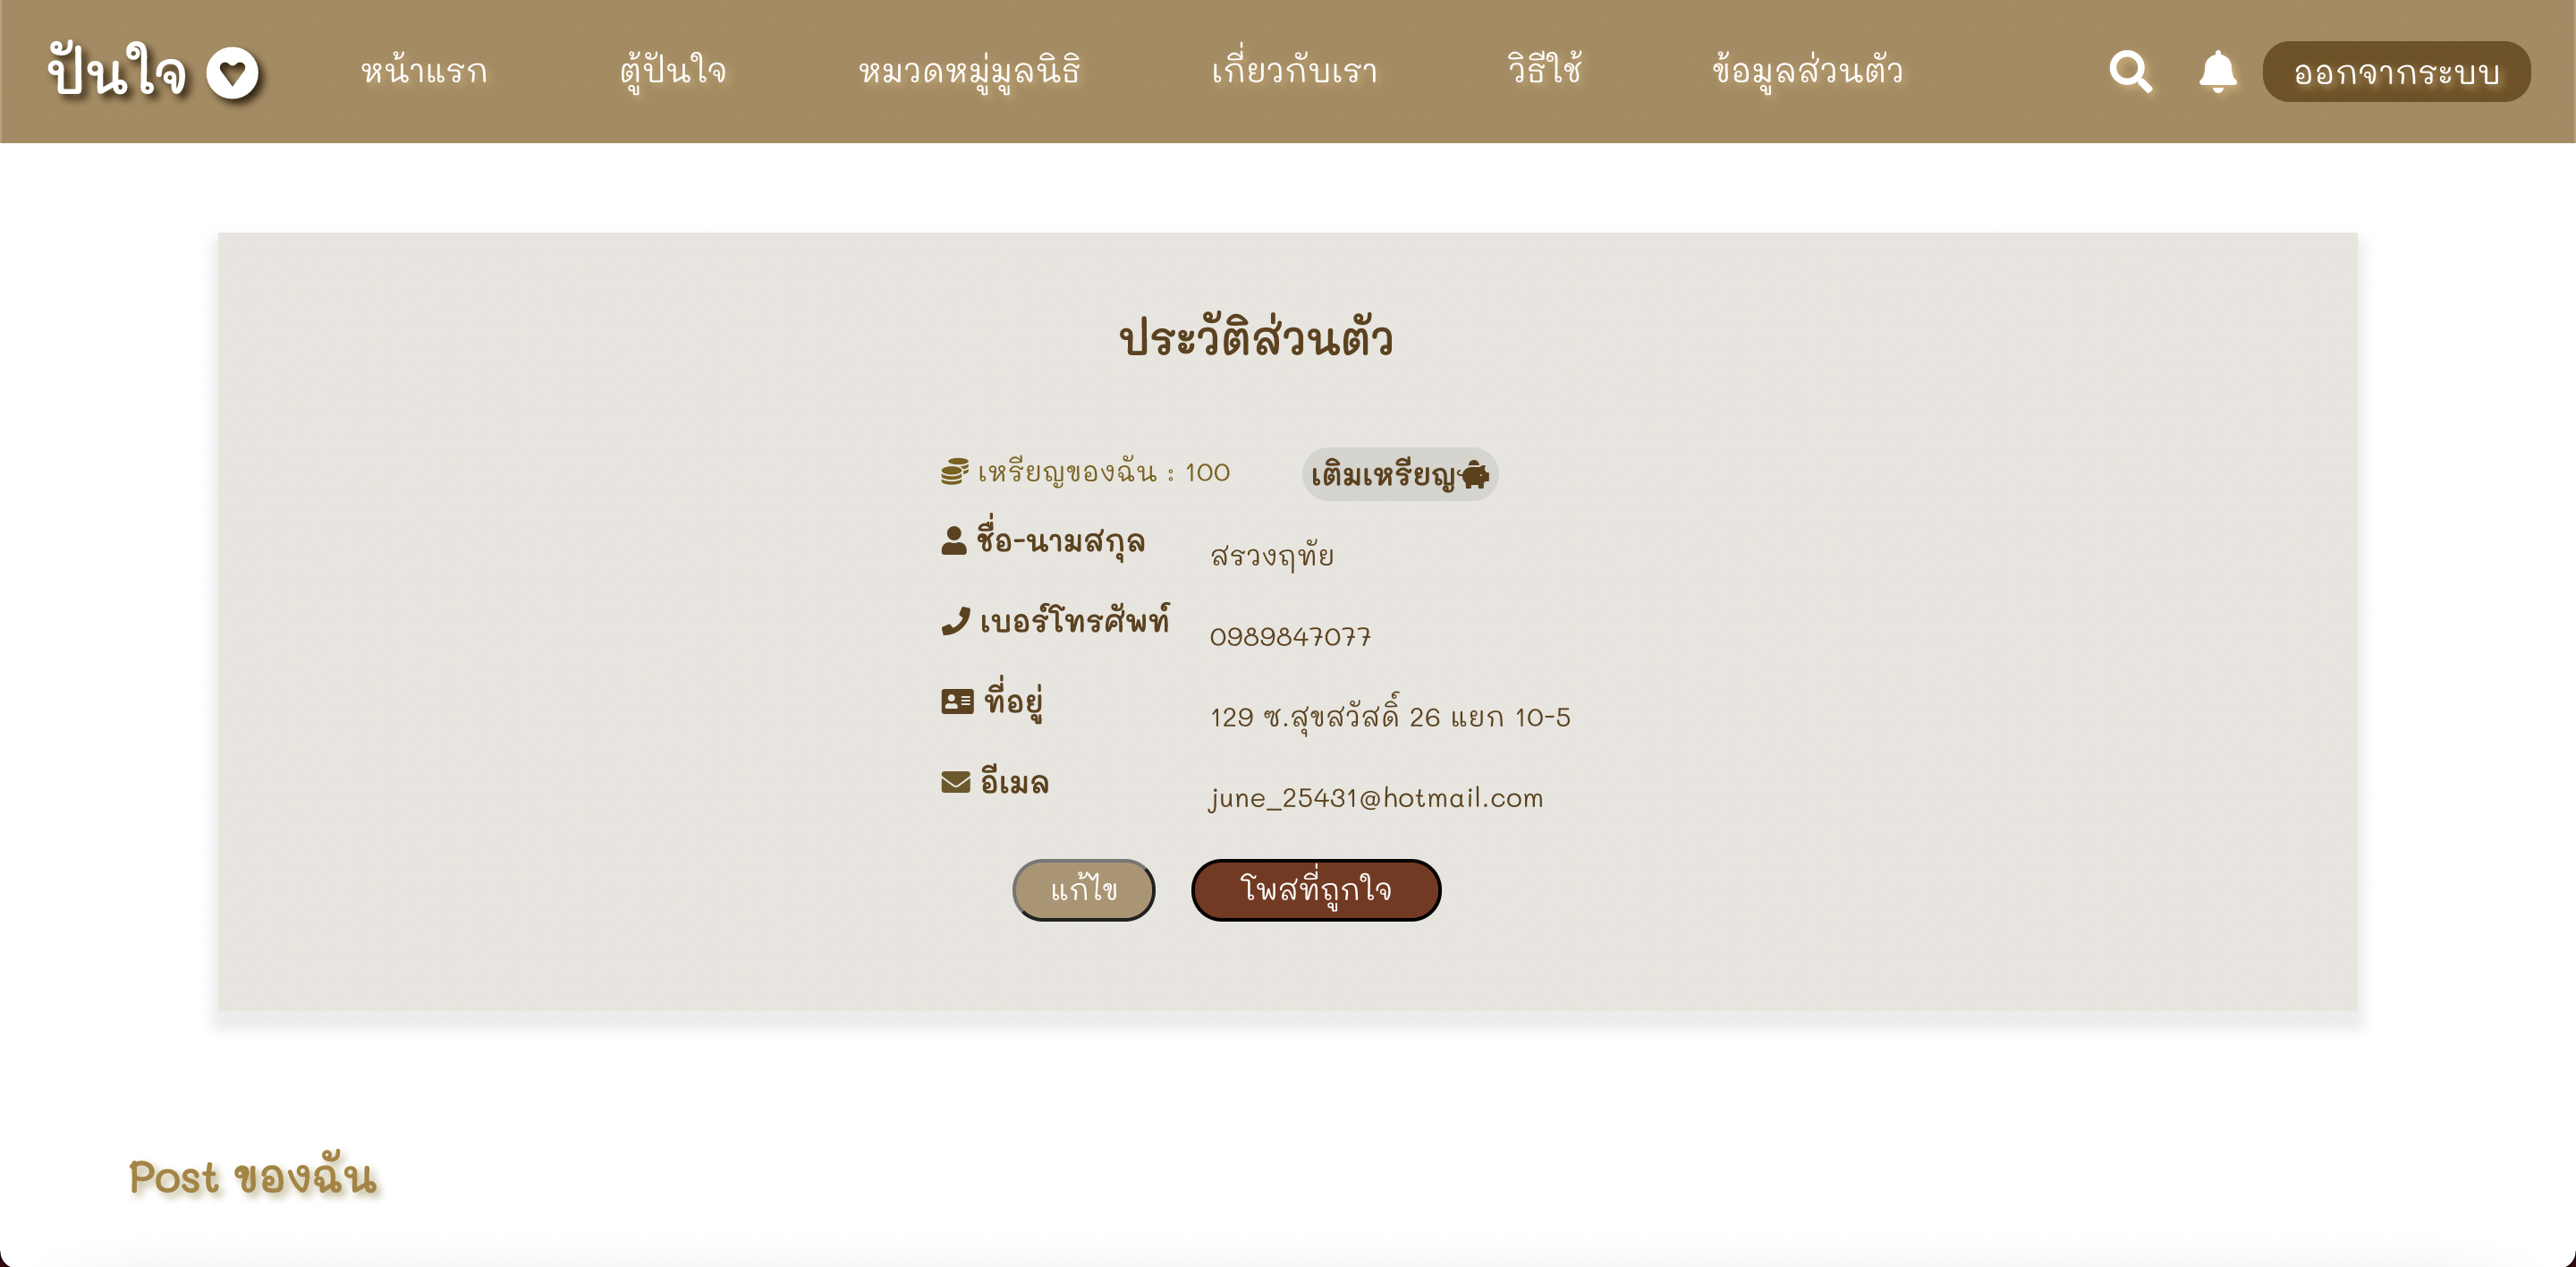 ปันใจ หน้าแรก ตู้ปันใจ หมวดหมู่มูลนิธิ เกี่ยวกับเรา วิธีใช้ ข้อมูลส่วนตัว ออกจากระบบ
ประวัติส่วนตัว
เหรียญของฉัน : 100 เติมเหรียญ
ชื่อ-นามสกุล สรวงฤทัย
เบอร์โทรศัพท์ 0989847077
ที่อยู่ 129 ซ.สุขสวัสดิ์ 26 แยก 10-5
อีเมล june_25431@hotmail.com
แก้ไข โพสที่ถูกใจ
Post ของฉัน